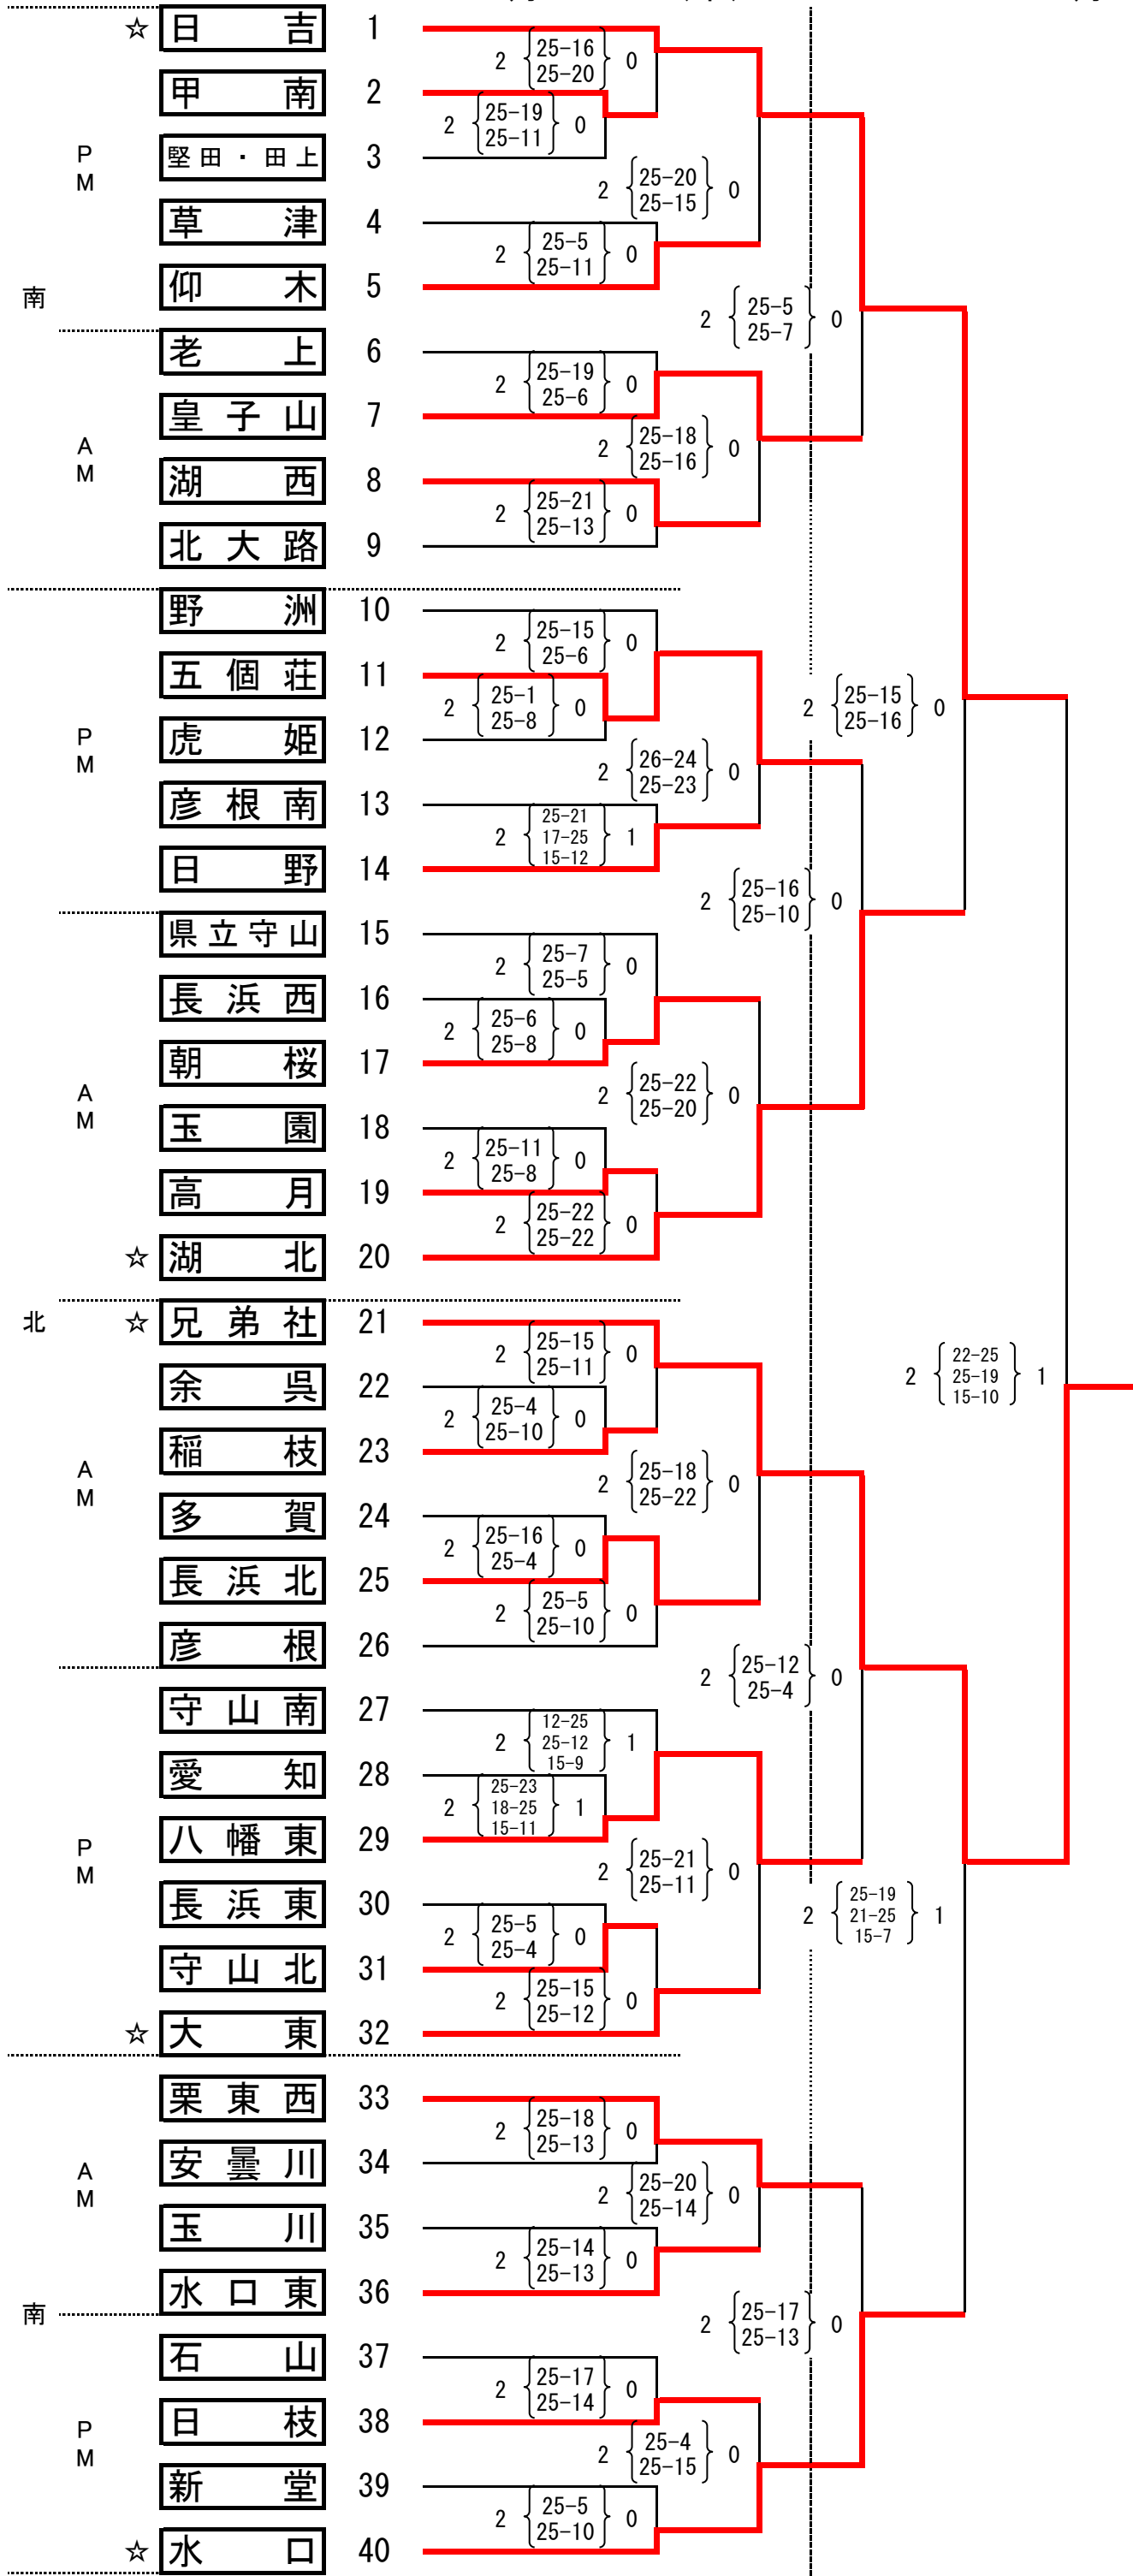 ☆ 日吉 1
2 25-16 0
25-20
甲南 2
2 25-19 0
25-11
堅田・田上 3
PM
2 25-20 0
25-15
草津 4
2 25-5 0
25-11
仰木 5
南
2 25-5 0
25-7
老上 6
2 25-19 0
25-6
皇子山 7
AM
2 25-18 0
25-16
湖西 8
2 25-21 0
25-13
北大路 9
野洲 10
2 25-15 0
25-6
五個荘 11
2 25-1 0
25-8
2 25-15 0
25-16
虎姫 12
PM
2 26-24 0
25-23
彦根南 13
2 25-21 1
17-25
15-12
日野 14
2 25-16 0
25-10
県立守山 15
2 25-7 0
25-5
長浜西 16
2 25-6 0
25-8
朝桜 17
AM
2 25-22 0
25-20
玉園 18
2 25-11 0
25-8
高月 19
2 25-22 0
25-22
☆ 湖北 20
北
☆ 兄弟社 21
2 25-15 0
25-11
2 22-25 1
25-19
15-10
余呉 22
2 25-4 0
25-10
稲枝 23
AM
2 25-18 0
25-22
多賀 24
2 25-16 0
25-4
長浜北 25
2 25-5 0
25-10
彦根 26
2 25-12 0
25-4
守山南 27
2 12-25 1
25-12
15-9
愛知 28
2 25-23 1
18-25
15-11
八幡東 29
PM
2 25-21 0
25-11
長浜東 30
2 25-19 1
21-25
15-7
2 25-5 0
25-4
守山北 31
2 25-15 0
25-12
☆ 大東 32
栗東西 33
2 25-18 0
25-13
安曇川 34
AM
2 25-20 0
25-14
玉川 35
2 25-14 0
25-13
水口東 36
南
2 25-17 0
25-13
石山 37
2 25-17 0
25-14
日枝 38
PM
2 25-4 0
25-15
新堂 39
2 25-5 0
25-10
☆ 水口 40